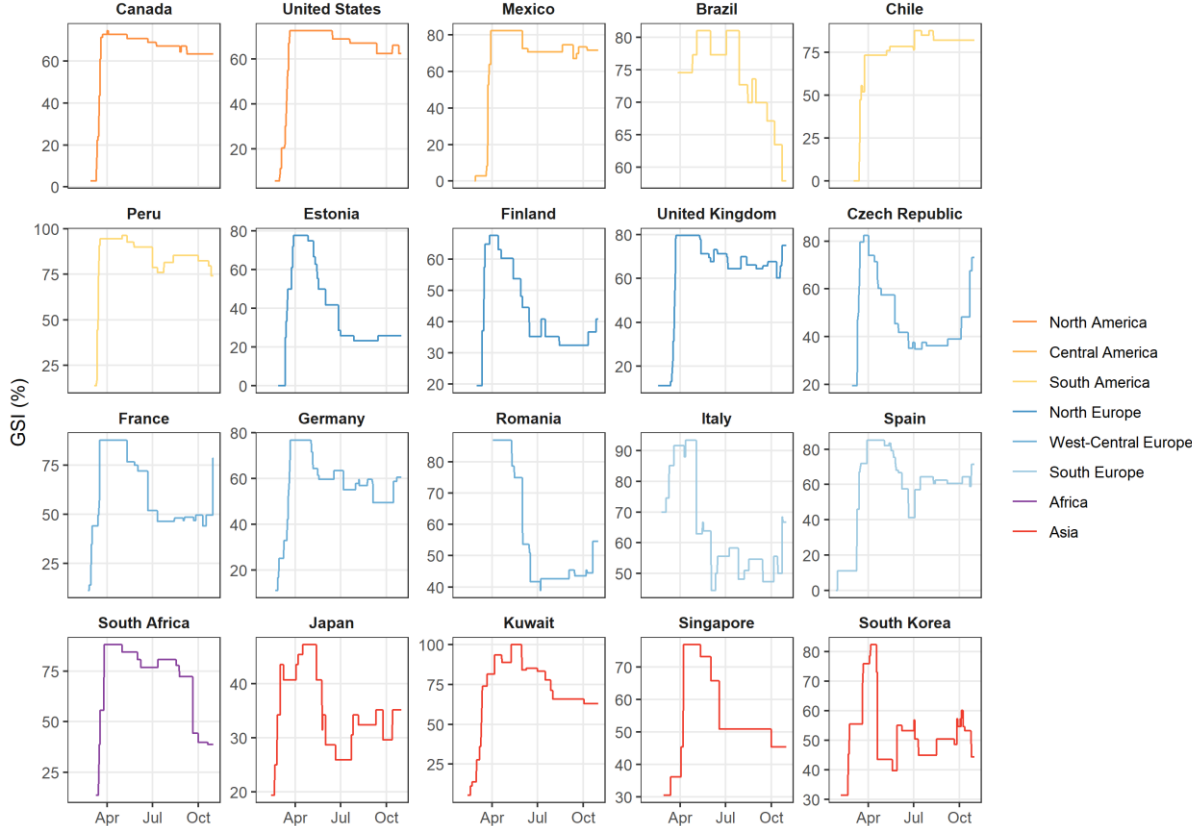 Canada
United States
Mexico
Brazil
Chile
60
40
20
0
60
40
20
80
60
40
20
0
80
75
70
65
60
75
50
25
0
Peru
Estonia
Finland
United Kingdom
Czech Republic
100
75
50
25
80
60
40
20
0
60
50
40
30
20
80
60
40
20
80
60
40
20
GSI (%)
North America
Central America
South America
North Europe
West-Central Europe
South Europe
Africa
Asia
France
Germany
Romania
Italy
Spain
75
50
25
80
60
40
20
80
70
60
50
40
90
80
70
60
50
80
60
40
20
0
South Africa
Japan
Kuwait
Singapore
South Korea
75
50
25
40
30
20
100
75
50
25
70
60
50
40
30
80
70
60
50
40
30
Apr Jul Oct
Apr Jul Oct
Apr Jul Oct
Apr Jul Oct
Apr Jul Oct